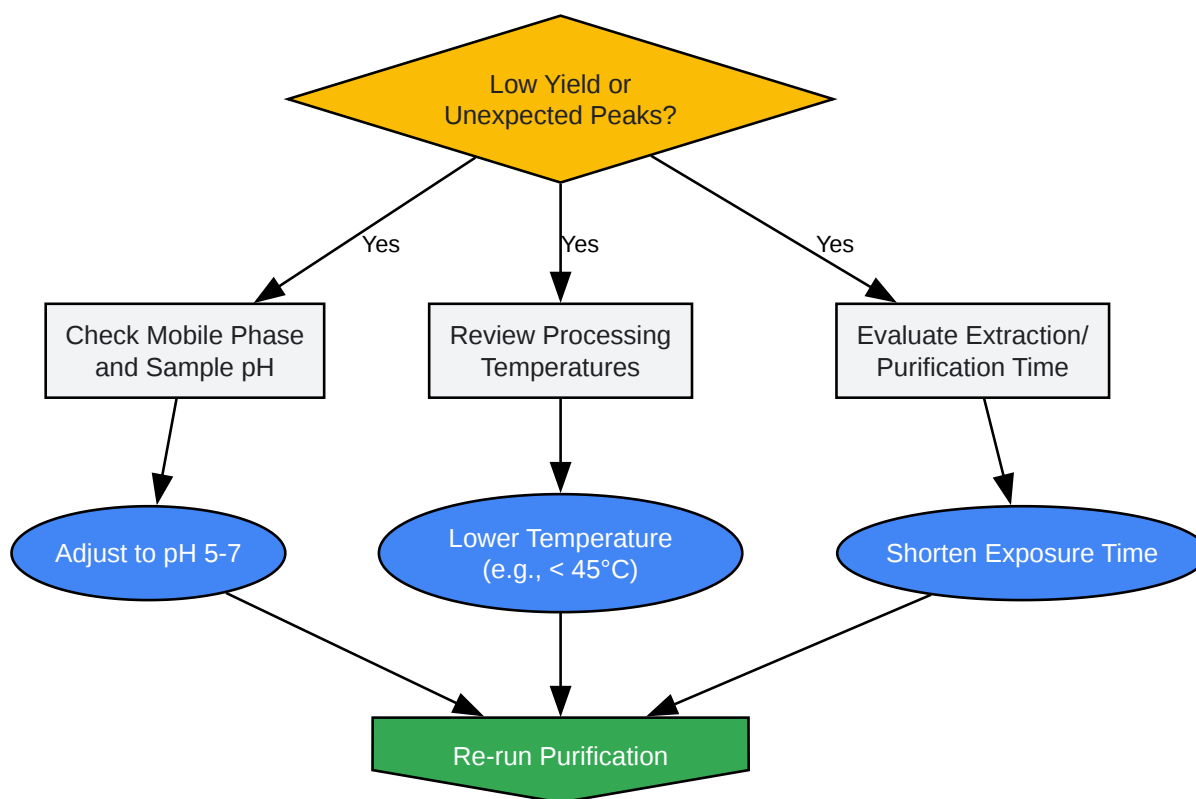 Low Yield or
Unexpected Peaks?
Yes
Yes
Yes
Check Mobile Phase
and Sample pH
Review Processing
Temperatures
Evaluate Extraction/
Purification Time
Adjust to pH 5-7
Lower Temperature
(e.g., < 45°C)
Shorten Exposure Time
Re-run Purification